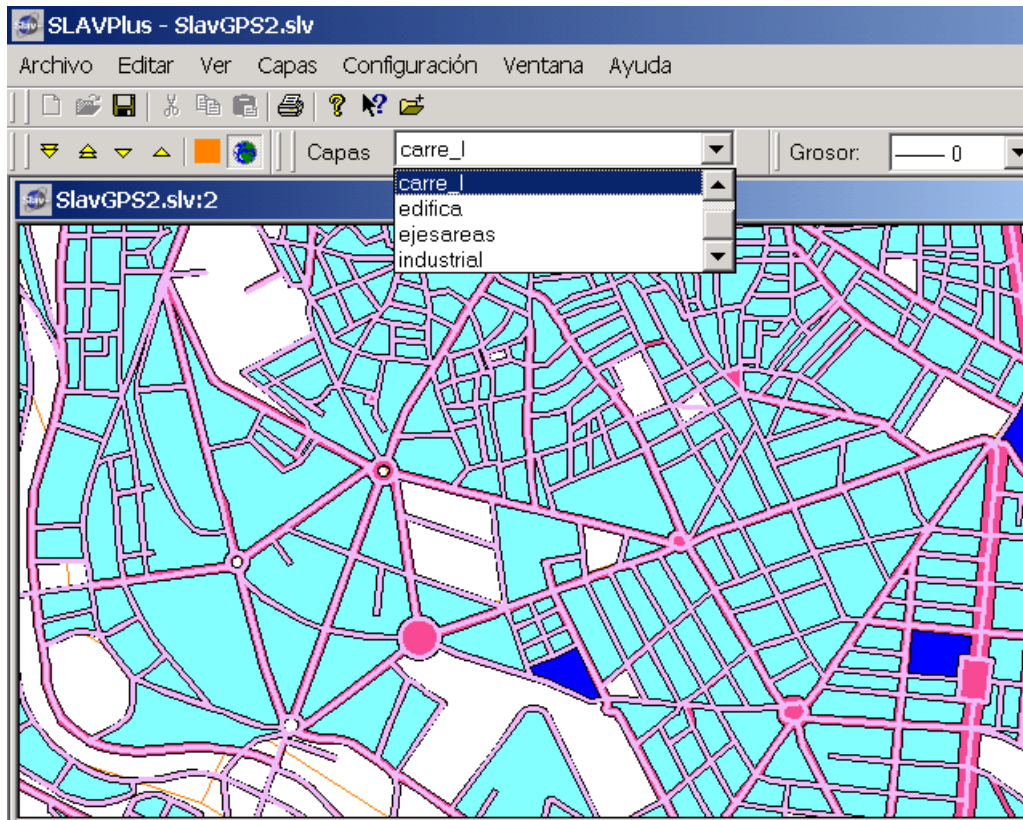 SLAVPlus - SlavGPS2.slv
Archivo Editar Ver Capas Configuración Ventana Ayuda
Capas carre_l Grosor: 0
SlavGPS2.slv:2
carre_l
edifica
ejesareas
industrial